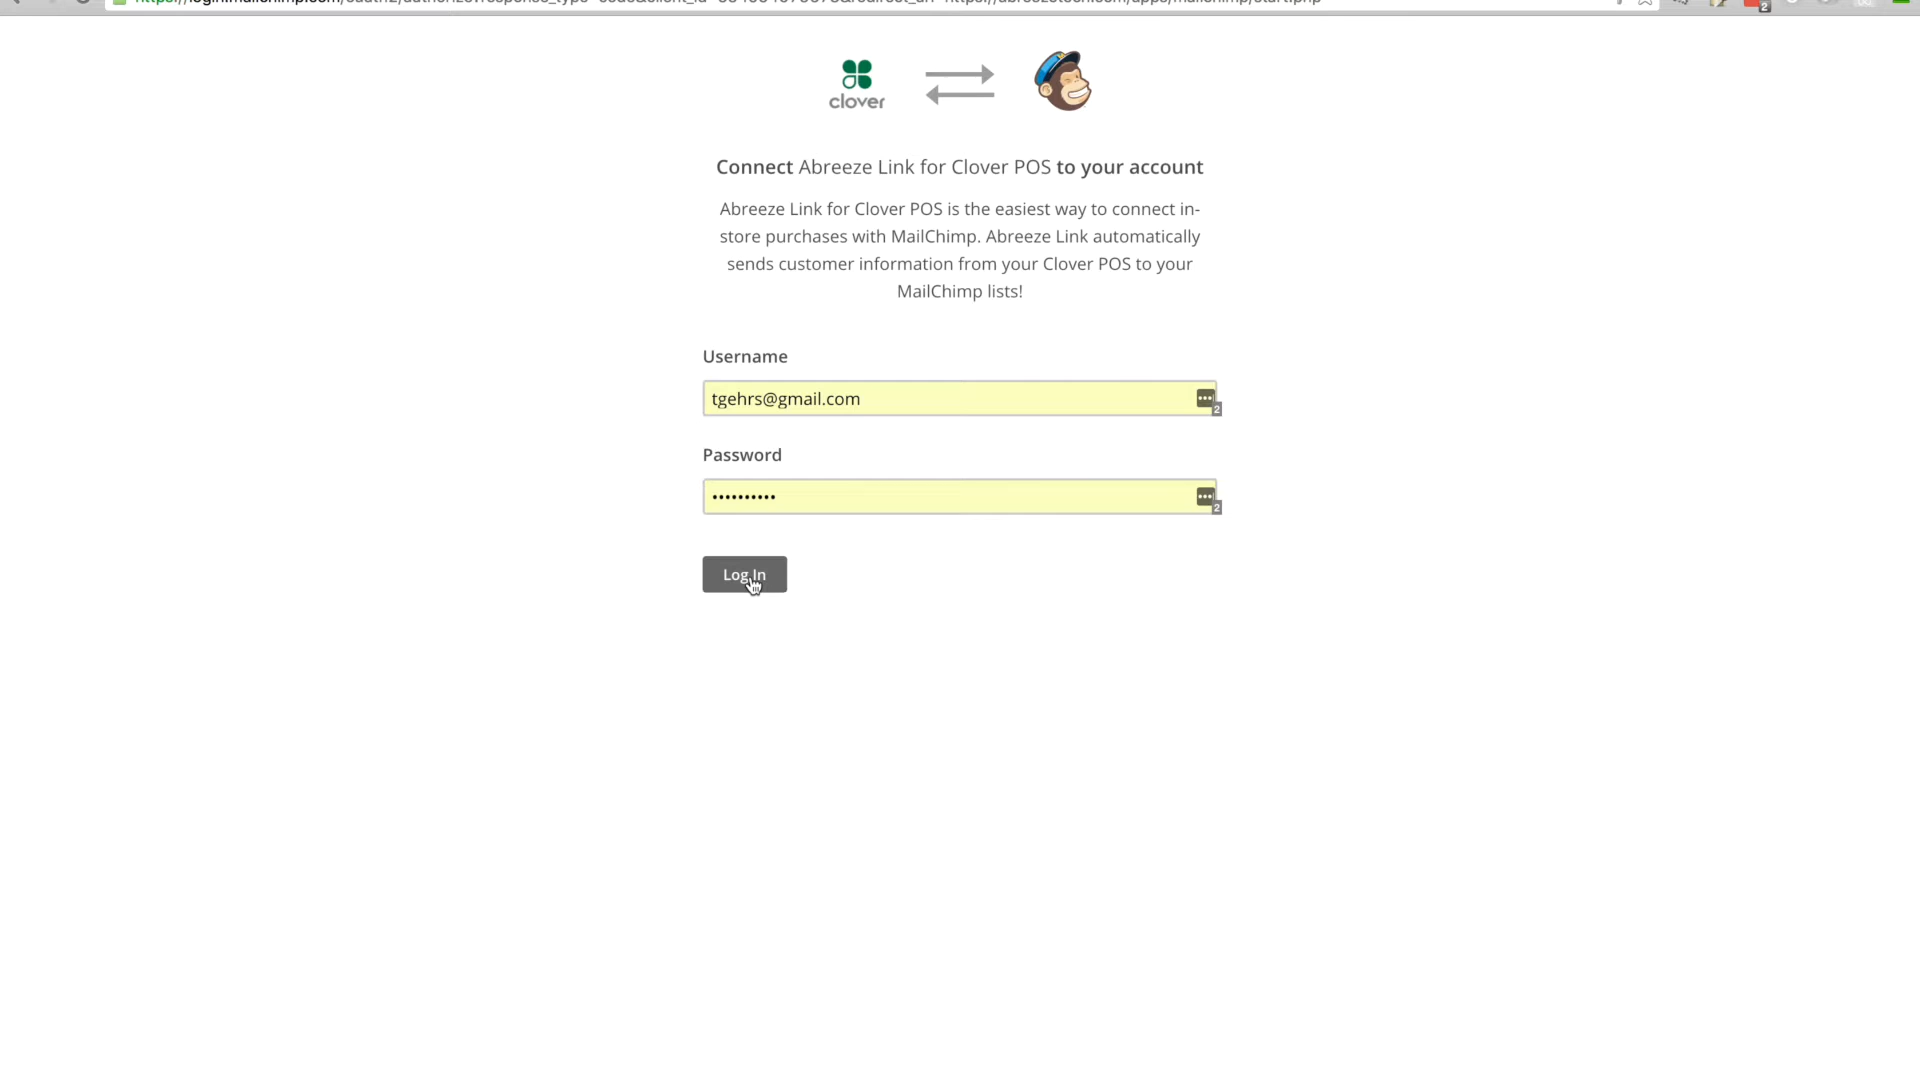 clover
Connect Abreeze Link for Clover POS to your account
Abreeze Link for Clover POS is the easiest way to connect in-
store purchases with MailChimp. Abreeze Link automatically
sends customer information from your Clover POS to your
MailChimp lists!
Username
tgehrs@gmail.com
2
Password
••••••••••
2
Log In